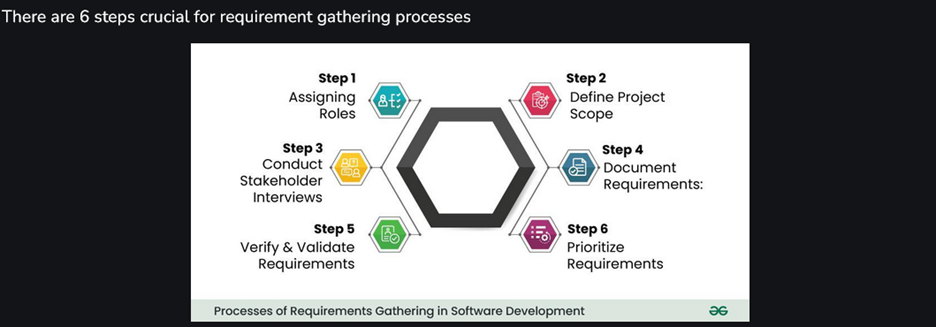 There are 6 steps crucial for requirement gathering processes
Step 1
Assigning
Roles
Step 2
Define Project
Scope
Step 3
Conduct
Stakeholder
Interviews
Step 4
Document
Requirements:
Step 5
Verify & Validate
Requirements
Step 6
Prioritize
Requirements
Processes of Requirements Gathering in Software Development